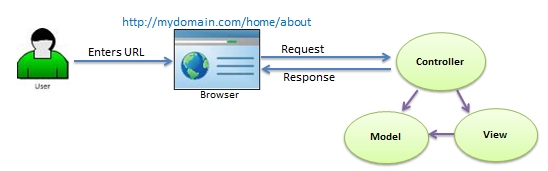 http://mydomain.com/home/about
Enters URL
Request
Response
Controller
User
Browser
Model
View